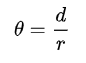 θ = d/r